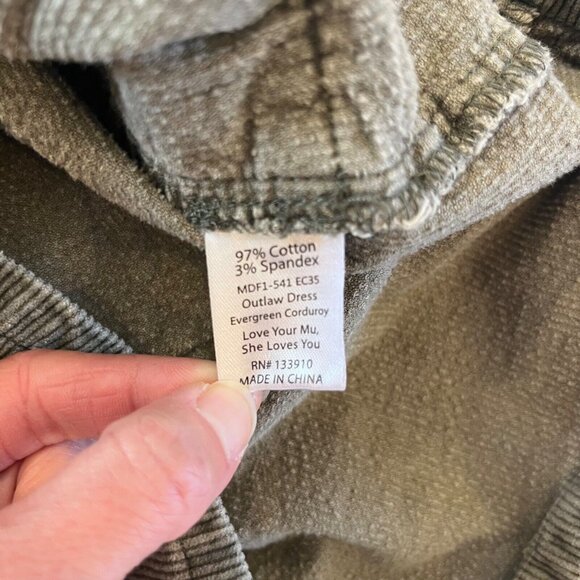 97% Cotton
3% Spandex
MDF1-541 EC35
Outlaw Dress
Evergreen Corduroy
Love Your Mu,
She Loves You
RN# 133910
MADE IN CHINA